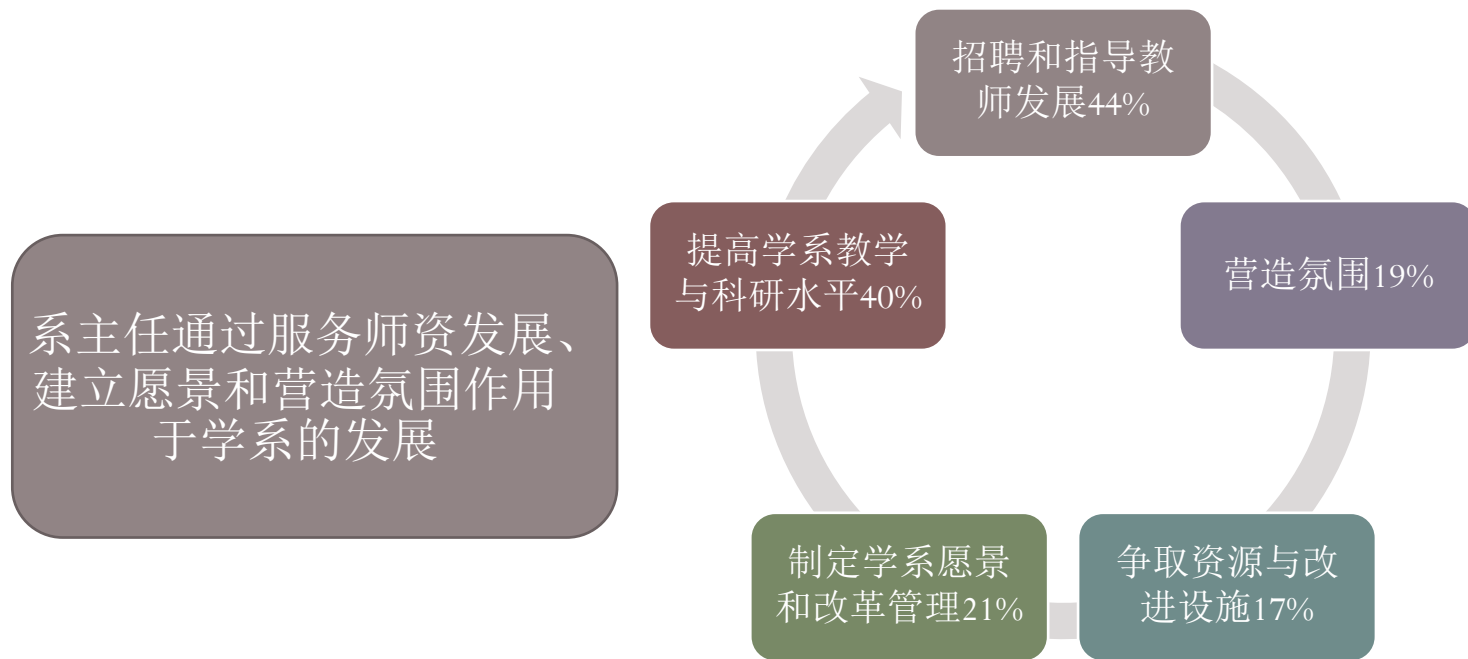 系主任通过服务师资发展、
建立愿景和营造氛围作用
于学系的发展
招聘和指导教
师发展44%
营造氛围19%
争取资源与改
进设施17%
制定学系愿景
和改革管理21%
提高学系教学
与科研水平40%